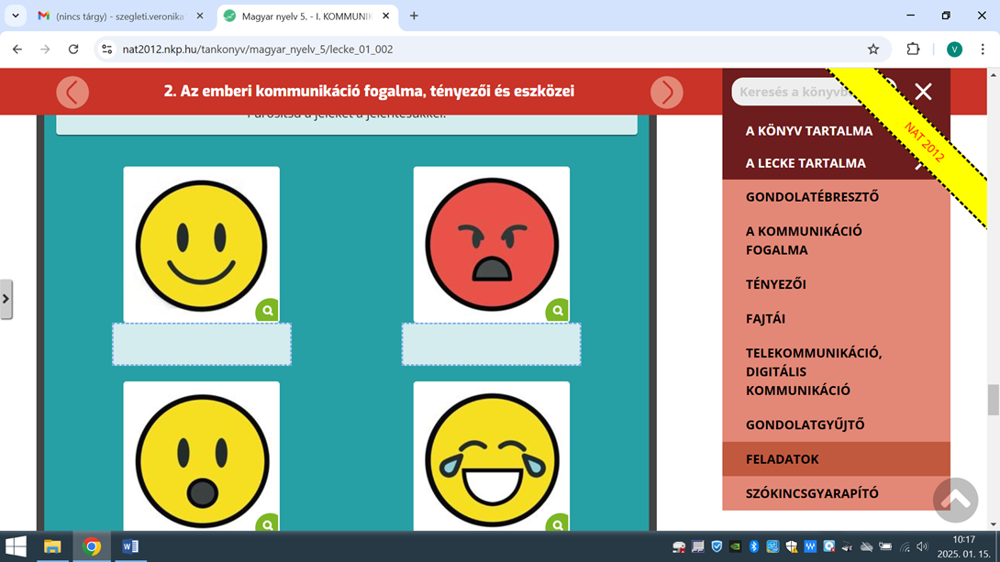 (nincs tárgy) - szegleti.veronika
Magyar nyelv 5. - I. KOMMUNIK
nat2012.nkp.hu/tankonyv/magyar_nyelv_5/lecke_01_002
V
2. Az emberi kommunikáció fogalma, tényezői és eszközei
Keresés a könyvb
NAT 2012
Párosítsd a jeleket a jelentésükkel!
A KÖNYV TARTALMA
A LECKE TARTALMA
GONDOLATÉBRESZTŐ
A KOMMUNIKÁCIÓ
FOGALMA
TÉNYEZŐI
FAJTÁI
TELEKOMMUNIKÁCIÓ,
DIGITÁLIS
KOMMUNIKÁCIÓ
GONDOLATGYŰJTŐ
FELADATOK
SZÓKINCSGYARAPÍTÓ
10:17
2025. 01. 15.